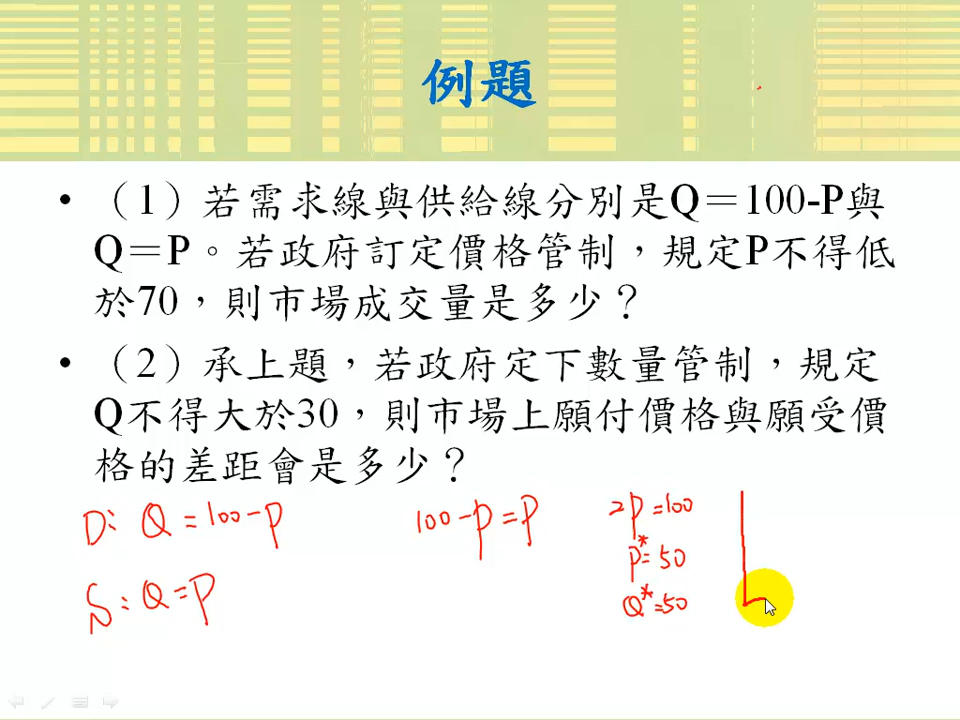 例題
• （1）若需求線與供給線分別是Q＝100-P與
Q＝P。若政府訂定價格管制，規定P不得低
於70，則市場成交量是多少？
• （2）承上題，若政府定下數量管制，規定
Q不得大於30，則市場上願付價格與願受價
格的差距會是多少？
D: Q = 100 - P
S: Q = P
100 - P = P
2P = 100
P* = 50
Q* = 50